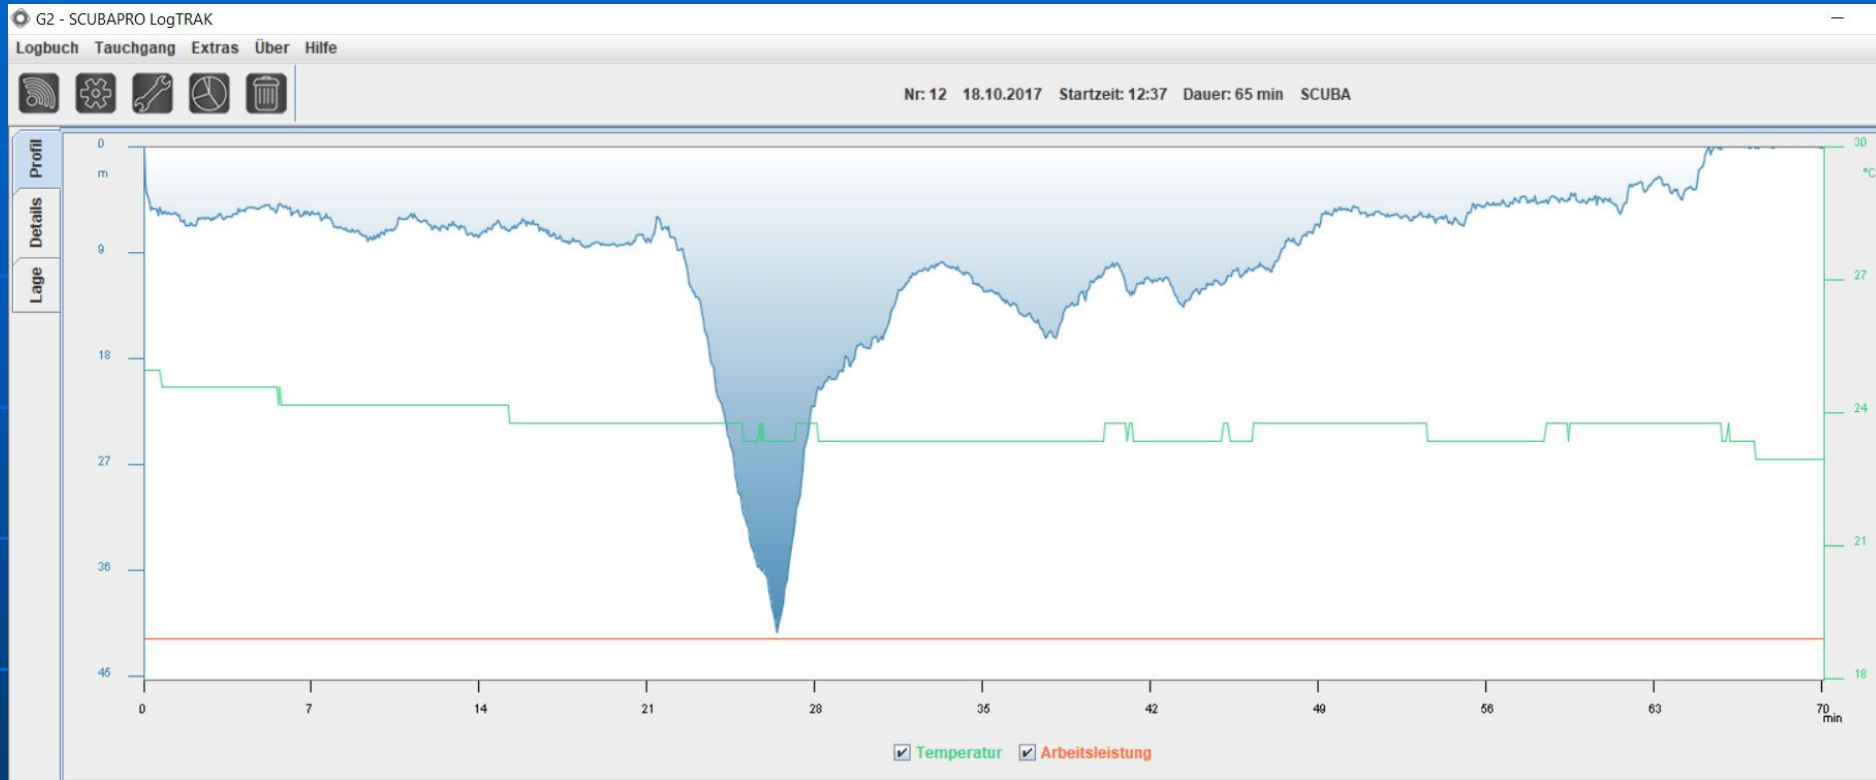 G2 - SCUBAPRO LogTRAK
Logbuch Tauchgang Extras Über Hilfe
Nr: 12 18.10.2017 Startzeit: 12:37 Dauer: 65 min SCUBA
Profil
Details
Lage
0
m
9
18
27
36
45
30
°C
27
24
21
18
0 7 14 21 28 35 42 49 56 63 70
min
Temperatur Arbeitsleistung